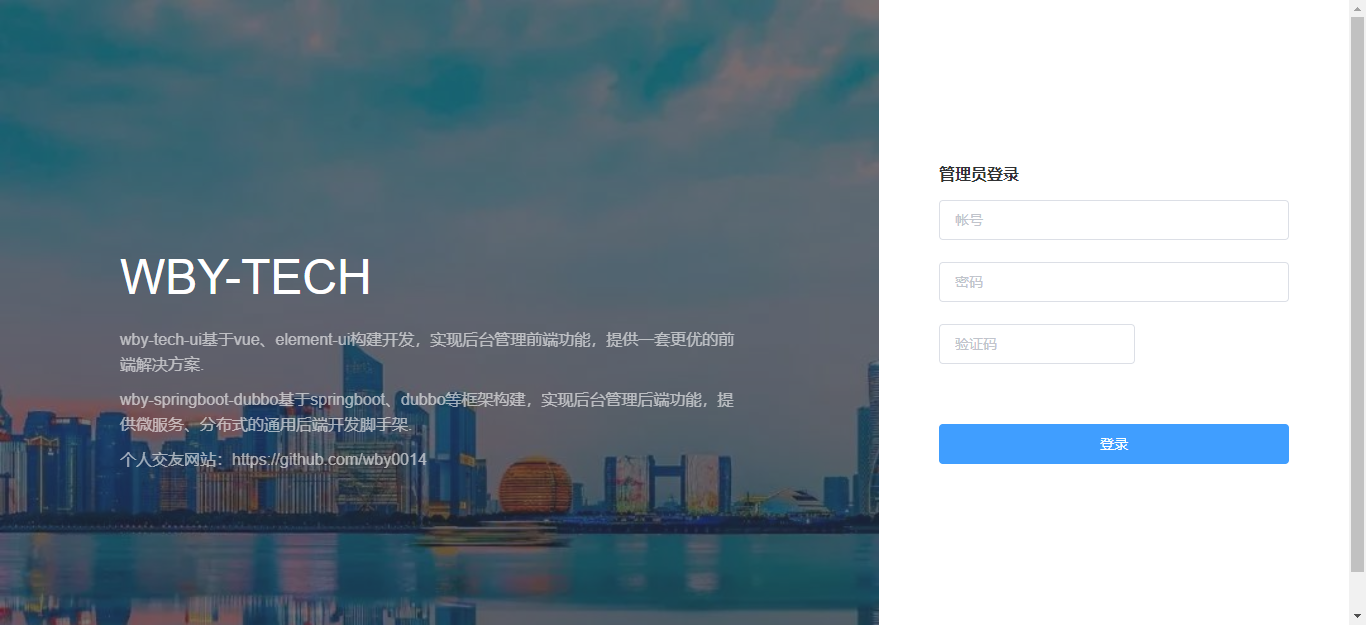 WBY-TECH
wby-tech-ui基于vue、element-ui构建开发，实现后台管理前端功能，提供一套更优的前
端解决方案.
wby-springboot-dubbo基于springboot、dubbo等框架构建，实现后台管理后端功能，提
供微服务、分布式的通用后端开发脚手架.
个人交友网站：https://github.com/wby0014
管理员登录
帐号
密码
验证码
登录